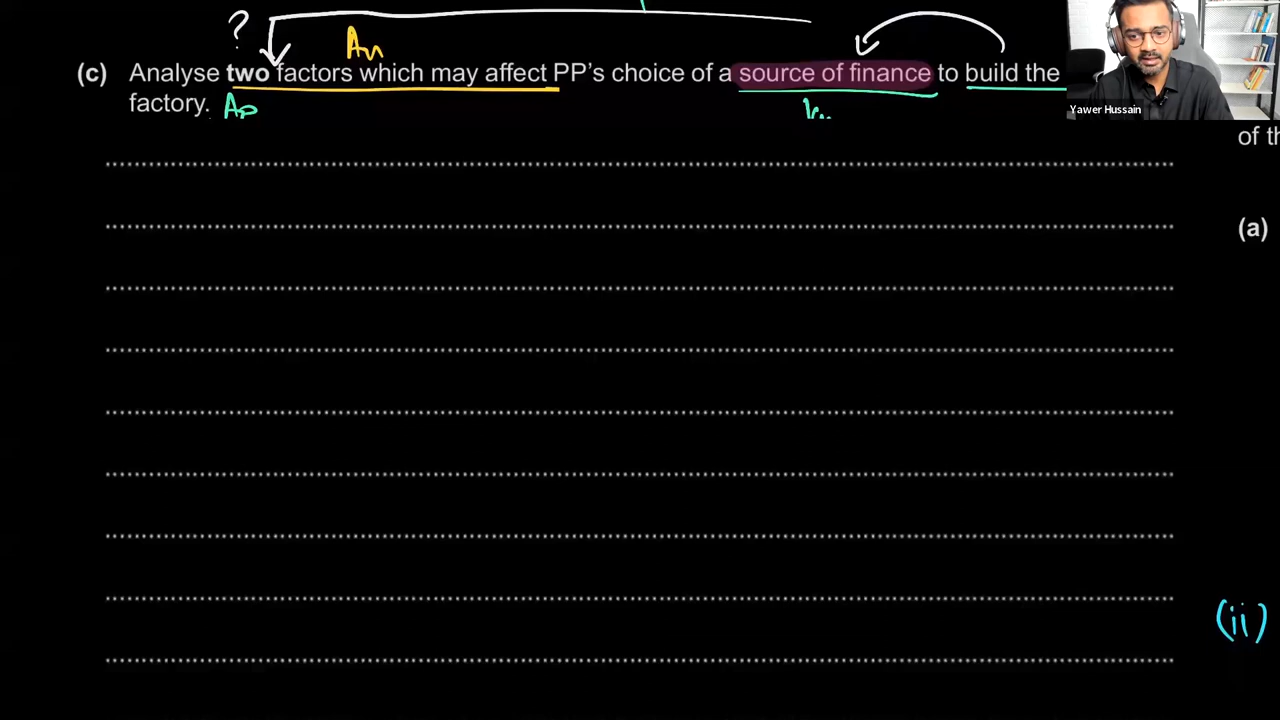 ?
An
(c) Analyse two factors which may affect PP's choice of a source of finance to build the
factory. Ap
Yawer Hussain
of th
(a)
(ii)